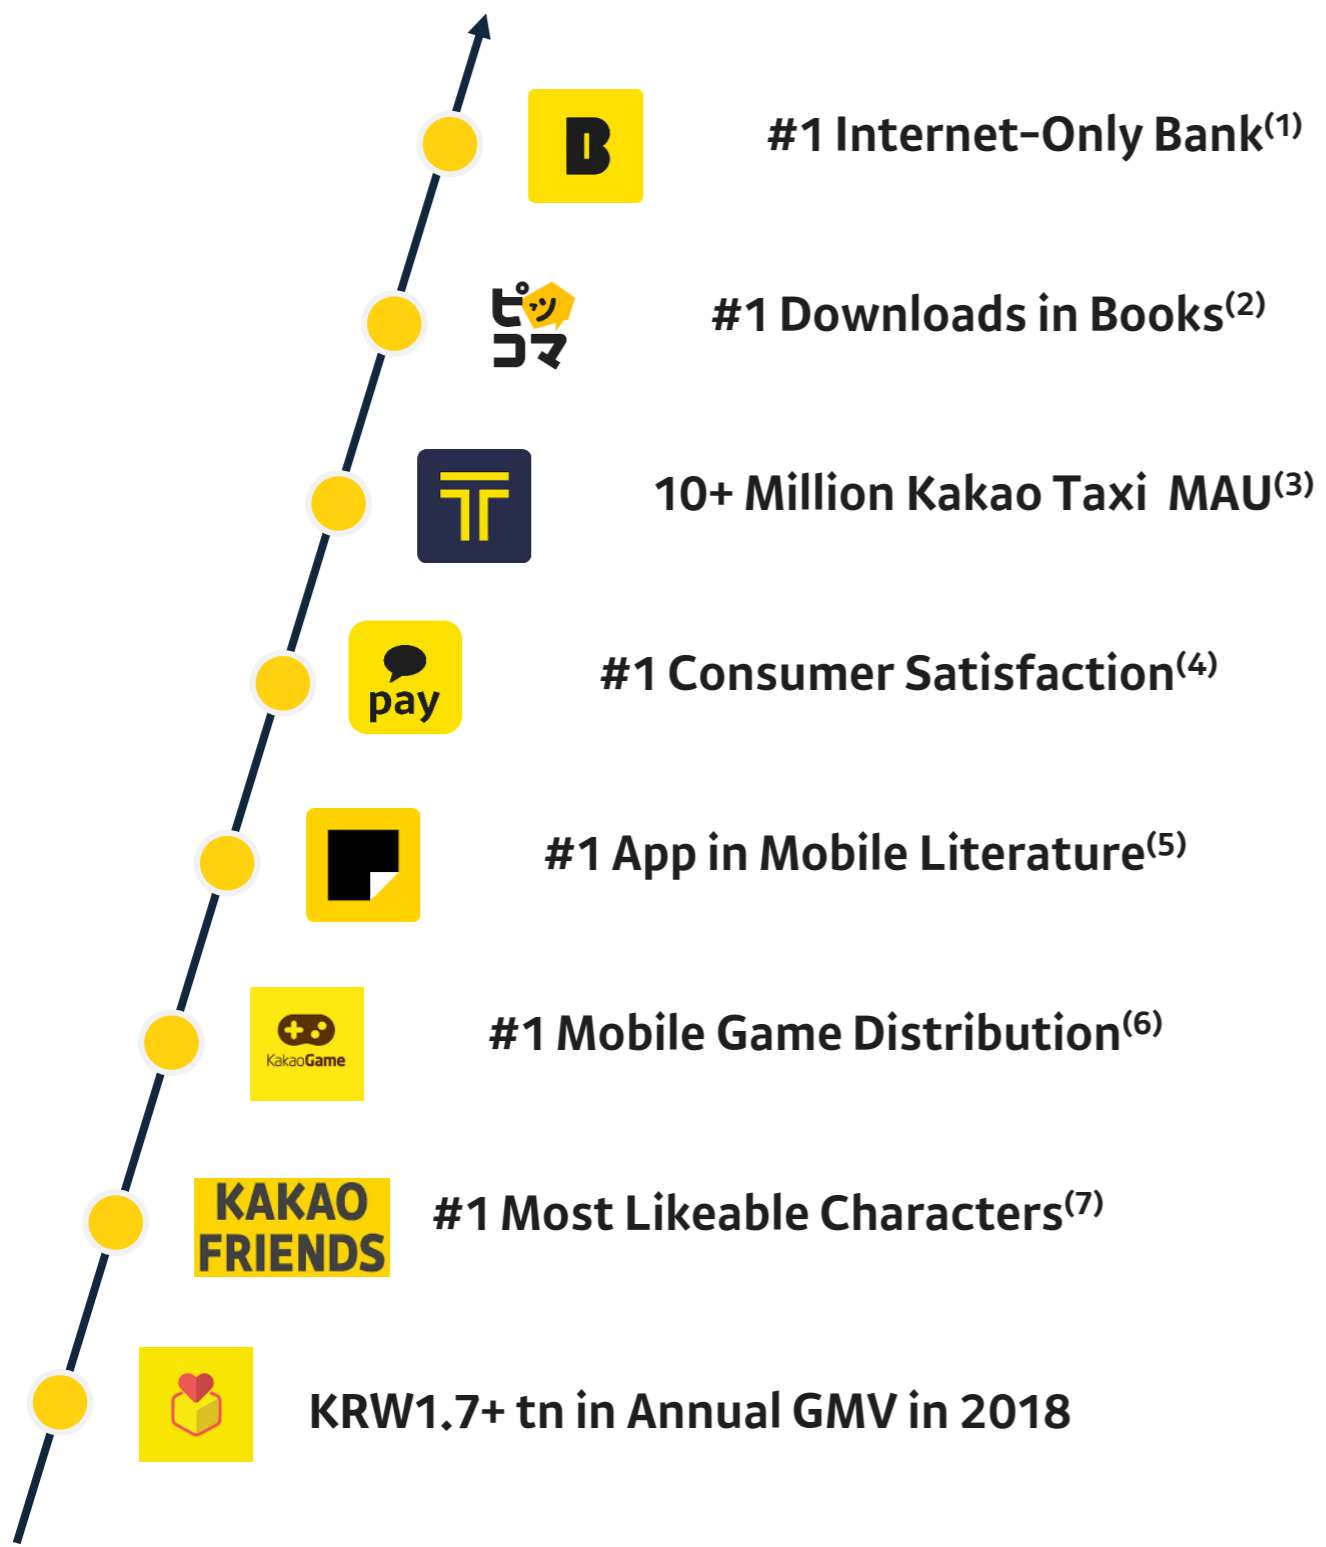 B
#1 Internet-Only Bank(1)
ピッ
コマ
#1 Downloads in Books(2)
T
10+ Million Kakao Taxi MAU(3)
pay
#1 Consumer Satisfaction(4)
#1 App in Mobile Literature(5)
KakaoGame
#1 Mobile Game Distribution(6)
KAKAO
FRIENDS
#1 Most Likeable Characters(7)
KRW1.7+ tn in Annual GMV in 2018